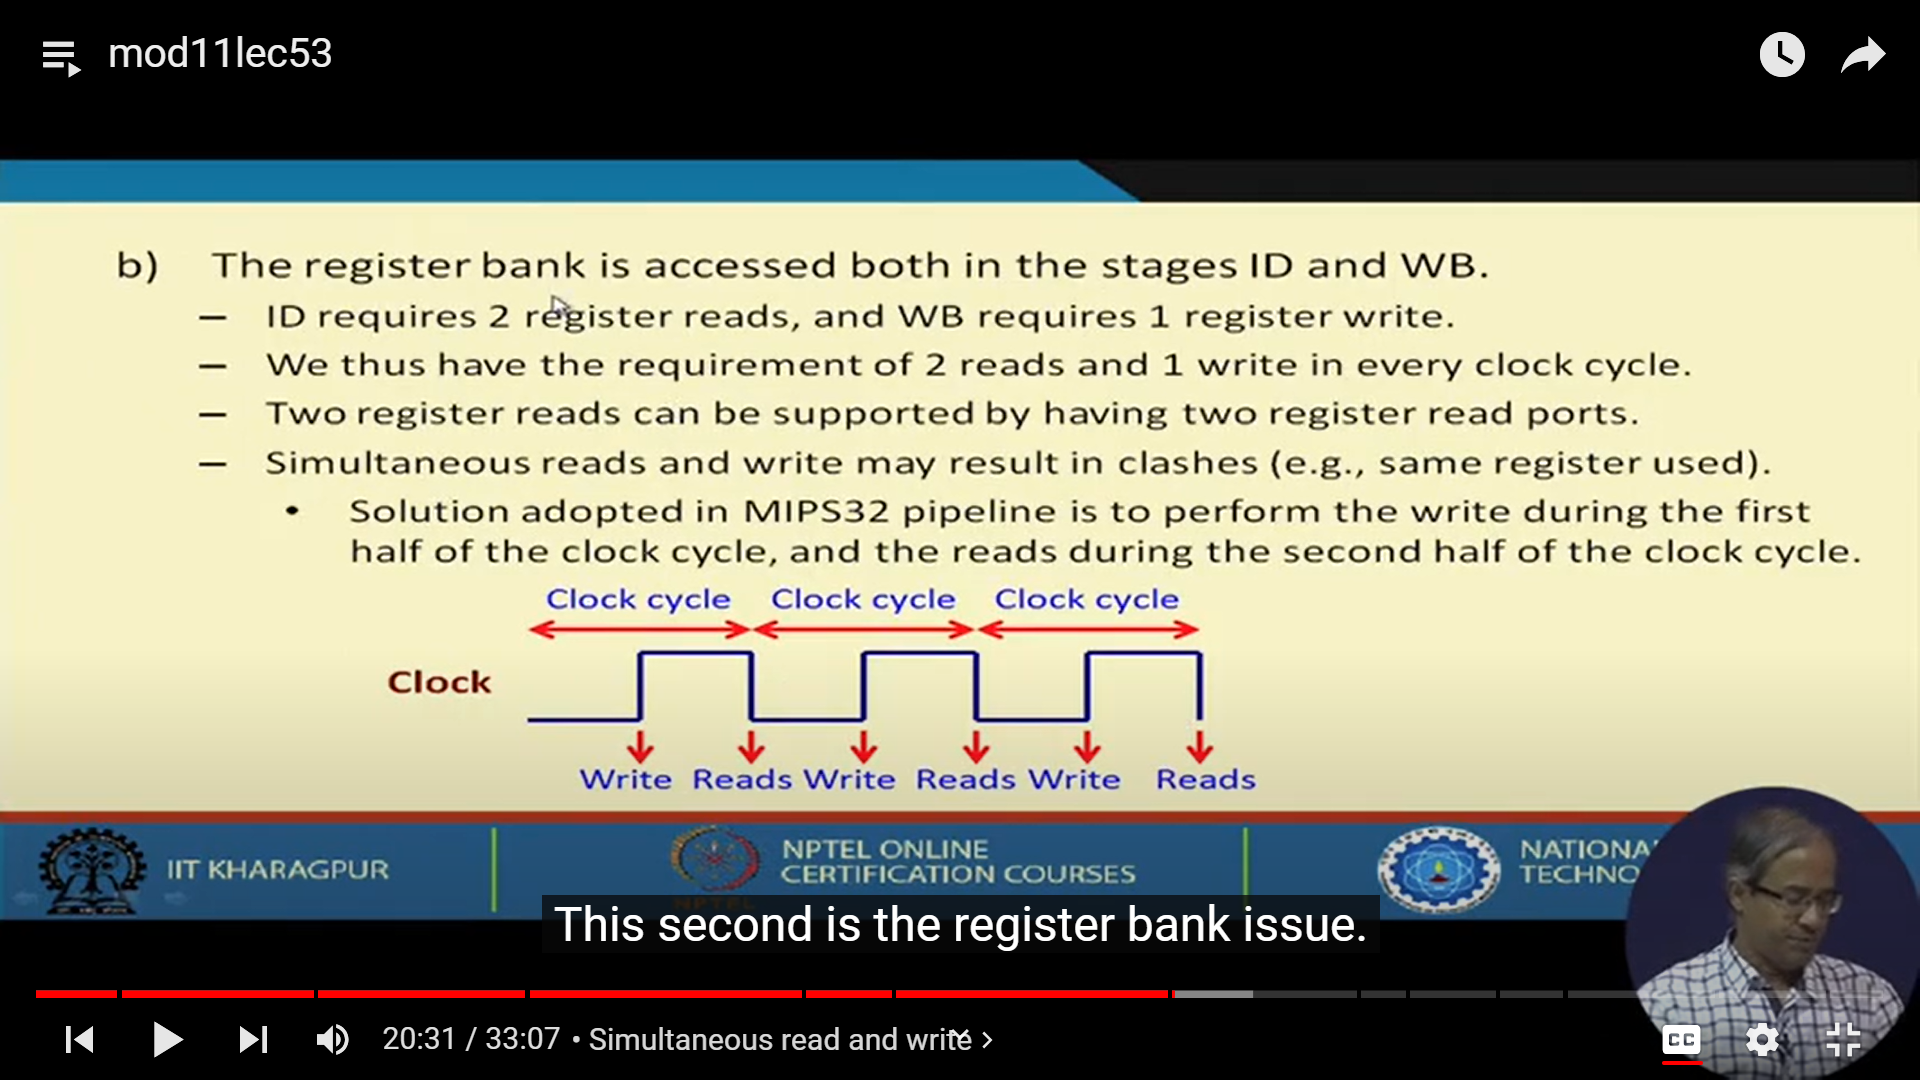 mod11lec53
b) The register bank is accessed both in the stages ID and WB.
– ID requires 2 register reads, and WB requires 1 register write.
– We thus have the requirement of 2 reads and 1 write in every clock cycle.
– Two register reads can be supported by having two register read ports.
– Simultaneous reads and write may result in clashes (e.g., same register used).
• Solution adopted in MIPS32 pipeline is to perform the write during the first
half of the clock cycle, and the reads during the second half of the clock cycle.
Clock cycle Clock cycle Clock cycle
Clock
Write Reads Write Reads Write Reads
IIT KHARAGPUR
NPTEL ONLINE
CERTIFICATION COURSES
NATIONA
TECHNO
NPTEL
This second is the register bank issue.
20:31 / 33:07 • Simultaneous read and write
CC